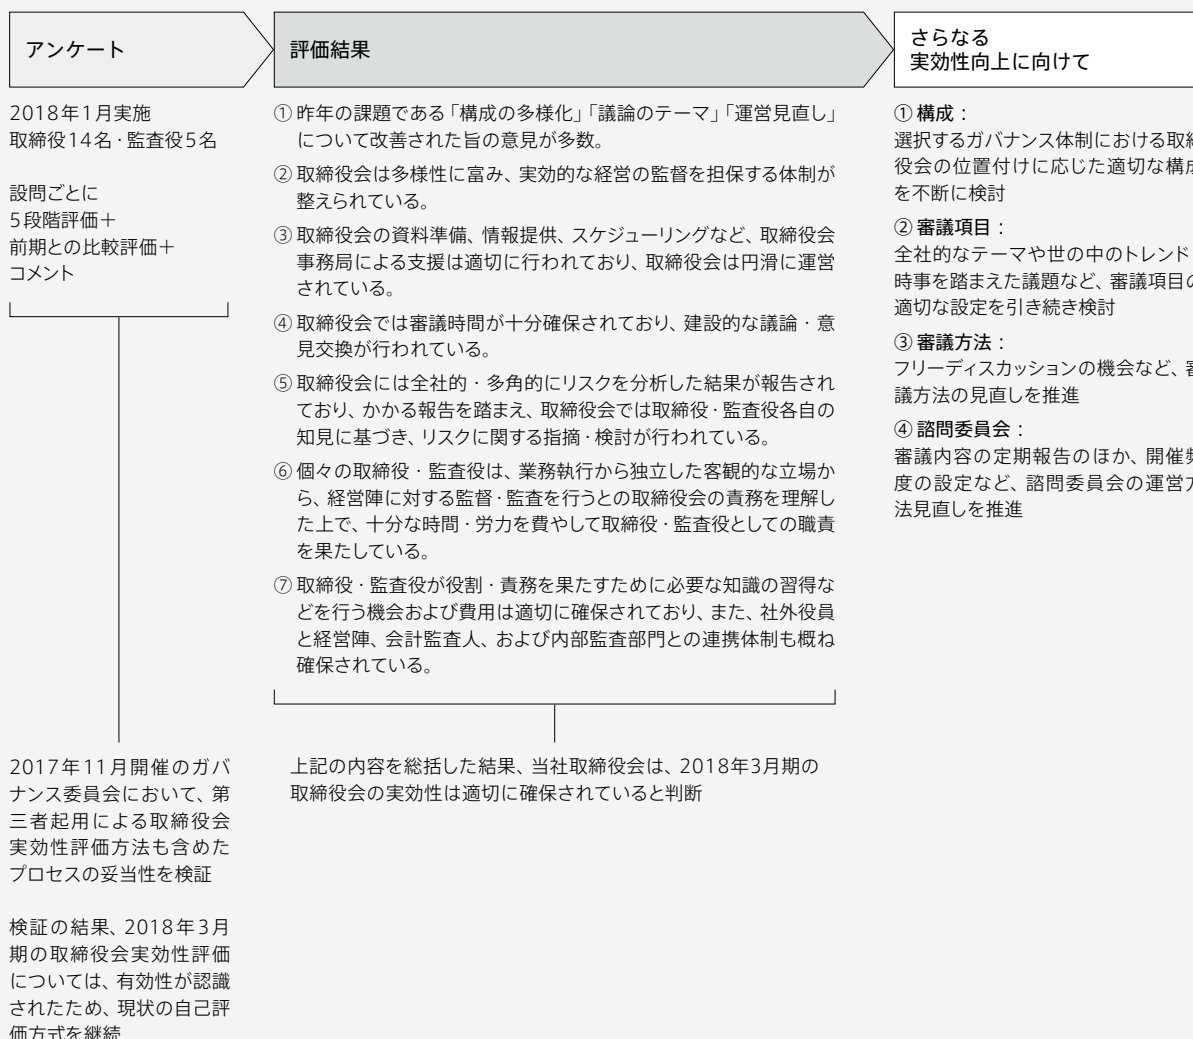 アンケート
2018年1月実施
取締役14名・監査役5名
設問ごとに
5段階評価＋
前期との比較評価＋
コメント
2017年11月開催のガバ
ナンス委員会において、第
三者起用による取締役会
実効性評価方法も含めた
プロセスの妥当性を検証
検証の結果、2018年3月
期の取締役会実効性評価
については、有効性が認識
されたため、現状の自己評
価方式を継続
評価結果
① 昨年の課題である「構成の多様化」「議論のテーマ」「運営見直し」
について改善された旨の意見が多数。
② 取締役会は多様性に富み、実効的な経営の監督を担保する体制が
整えられている。
③ 取締役会の資料準備、情報提供、スケジューリングなど、取締役会
事務局による支援は適切に行われており、取締役会は円滑に運営
されている。
④ 取締役会では審議時間が十分確保されており、建設的な議論・意
見交換が行われている。
⑤ 取締役会には全社的・多角的にリスクを分析した結果が報告され
ており、かかる報告を踏まえ、取締役会では取締役・監査役各自の
知見に基づき、リスクに関する指摘・検討が行われている。
⑥ 個々の取締役・監査役は、業務執行から独立した客観的な立場か
ら、経営陣に対する監督・監査を行うとの取締役会の責務を理解し
た上で、十分な時間・労力を費やして取締役・監査役としての職責
を果たしている。
⑦ 取締役・監査役が役割・責務を果たすために必要な知識の習得な
どを行う機会および費用は適切に確保されており、また、社外役員
と経営陣、会計監査人、および内部監査部門との連携体制も概ね
確保されている。
上記の内容を総括した結果、当社取締役会は、2018年3月期の
取締役会の実効性は適切に確保されていると判断
さらなる
実効性向上に向けて
① 構成：
選択するガバナンス体制における取締
役会の位置付けに応じた適切な構成
を不断に検討
② 審議項目：
全社的なテーマや世の中のトレンド
時事を踏まえた議題など、審議項目の
適切な設定を引き続き検討
③ 審議方法：
フリーディスカッションの機会など、審
議方法の見直しを推進
④ 諮問委員会：
審議内容の定期報告のほか、開催頻
度の設定など、諮問委員会の運営方
法見直しを推進